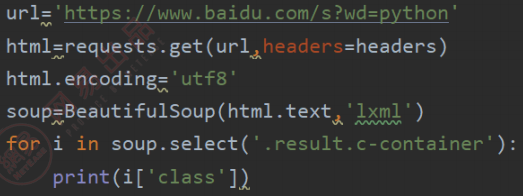 url='https://www.baidu.com/s?wd=python'
html=requests.get(url,headers=headers)
html.encoding='utf8'
soup=BeautifulSoup(html.text,'lxml')
for i in soup.select('.result.c-container'):
    print(i['class'])